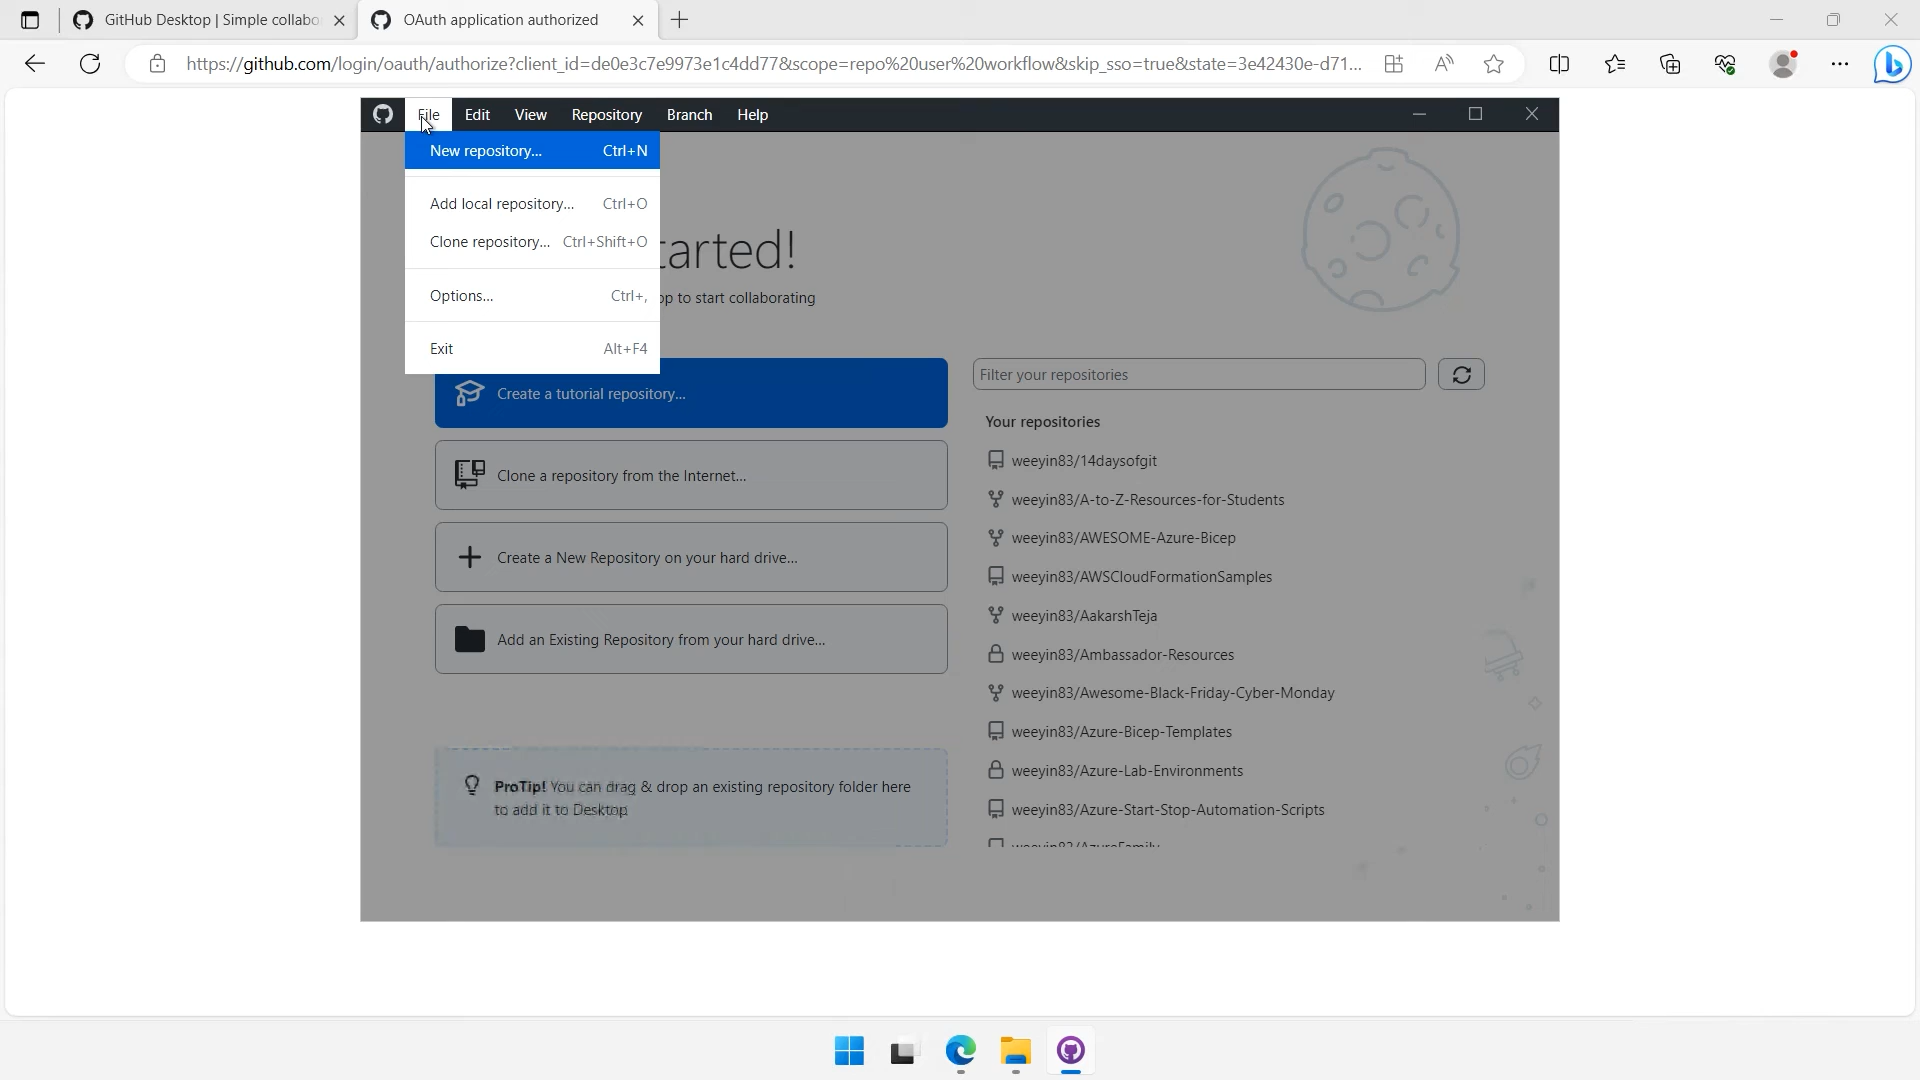 GitHub Desktop | Simple collabo
OAuth application authorized
https://github.com/login/oauth/authorize?client_id=de0e3c7e9973e1c4dd77&scope=repo%20user%20workflow&skip_sso=true&state=3e42430e-d71...
File Edit View Repository Branch Help
New repository... Ctrl+N
Add local repository... Ctrl+O
Clone repository... Ctrl+Shift+O
Options... Ctrl+,
Exit Alt+F4
tarted!
op to start collaborating
Create a tutorial repository...
Clone a repository from the Internet...
Create a New Repository on your hard drive...
Add an Existing Repository from your hard drive...
ProTip! You can drag & drop an existing repository folder here
to add it to Desktop
Filter your repositories
Your repositories
weeyin83/14daysofgit
weeyin83/A-to-Z-Resources-for-Students
weeyin83/AWESOME-Azure-Bicep
weeyin83/AWSCloudFormationSamples
weeyin83/AakarshTeja
weeyin83/Ambassador-Resources
weeyin83/Awesome-Black-Friday-Cyber-Monday
weeyin83/Azure-Bicep-Templates
weeyin83/Azure-Lab-Environments
weeyin83/Azure-Start-Stop-Automation-Scripts